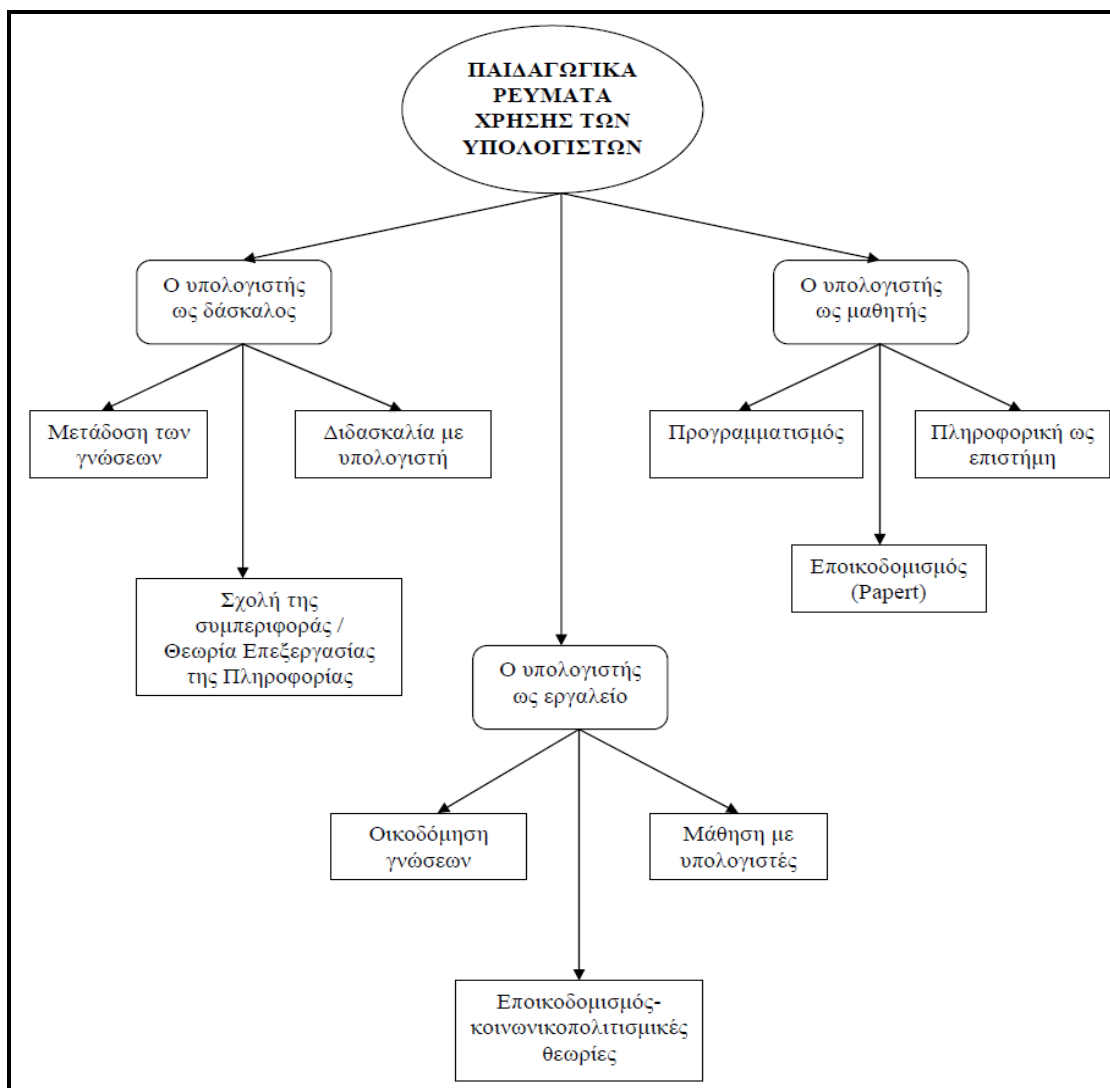 ΠΑΙΔΑΓΩΓΙΚΑ
ΡΕΥΜΑΤΑ
ΧΡΗΣΗΣ ΤΩΝ
ΥΠΟΛΟΓΙΣΤΩΝ
Ο υπολογιστής
ως δάσκαλος
Ο υπολογιστής
ως μαθητής
Μετάδοση των
γνώσεων
Διδασκαλία με
υπολογιστή
Προγραμματισμός
Πληροφορική ως
επιστήμη
Σχολή της
συμπεριφοράς /
Θεωρία Επεξεργασίας
της Πληροφορίας
Εποικοδομισμός
(Papert)
Ο υπολογιστής
ως εργαλείο
Οικοδόμηση
γνώσεων
Μάθηση με
υπολογιστές
Εποικοδομισμός-
κοινωνικοπολιτισμικές
θεωρίες